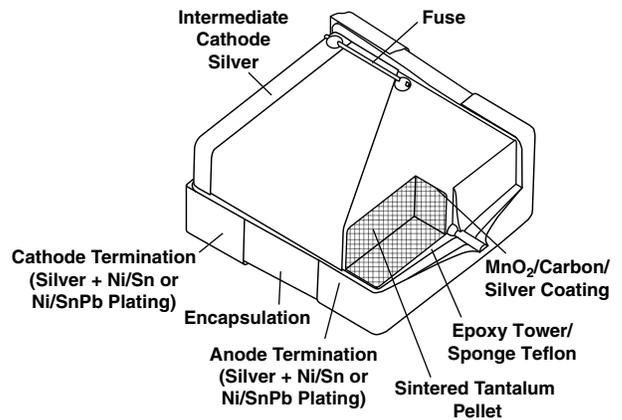 Intermediate
Cathode
Silver
Fuse
Cathode Termination
(Silver + Ni/Sn or
Ni/SnPb Plating)
Encapsulation
Anode Termination
(Silver + Ni/Sn or
Ni/SnPb Plating)
MnO₂/Carbon/
Silver Coating
Epoxy Tower/
Sponge Teflon
Sintered Tantalum
Pellet